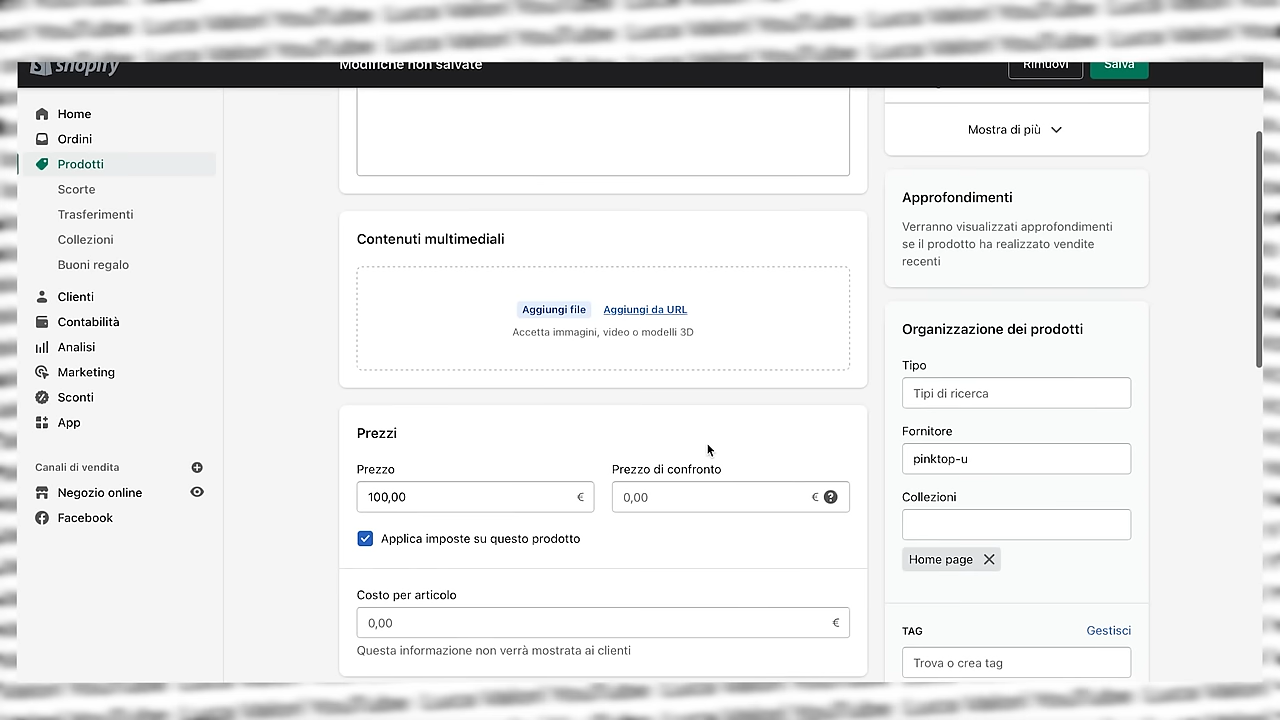 shopify
Modifiche non salvate
Rimuovi
Salva
Home
Ordini
Prodotti
Scorte
Trasferimenti
Collezioni
Buoni regalo
Clienti
Contabilità
Analisi
Marketing
Sconti
App
Canali di vendita
Negozio online
Facebook
Contenuti multimediali
Aggiungi file
Aggiungi da URL
Accetta immagini, video o modelli 3D
Prezzi
Prezzo
Prezzo di confronto
100,00 €
0,00 €
Applica imposte su questo prodotto
Costo per articolo
0,00 €
Questa informazione non verrà mostrata ai clienti
Mostra di più
Approfondimenti
Verranno visualizzati approfondimenti
se il prodotto ha realizzato vendite
recenti
Organizzazione dei prodotti
Tipo
Tipi di ricerca
Fornitore
pinktop-u
Collezioni
Home page
TAG
Gestisci
Trova o crea tag